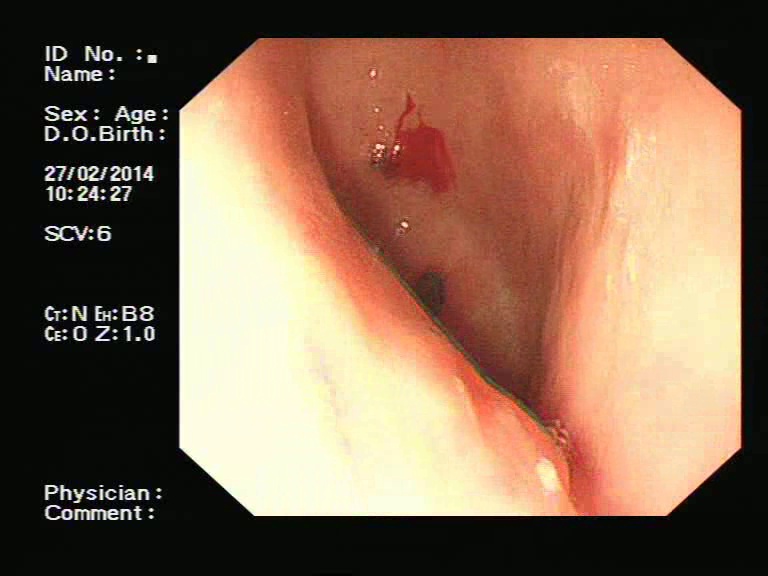 ID No. :
Name:
Sex: Age:
D.O.Birth:
27/02/2014
10:24:27
SCV:6
CT:N EH:B8
CE:0 Z:1.0
Physician:
Comment: